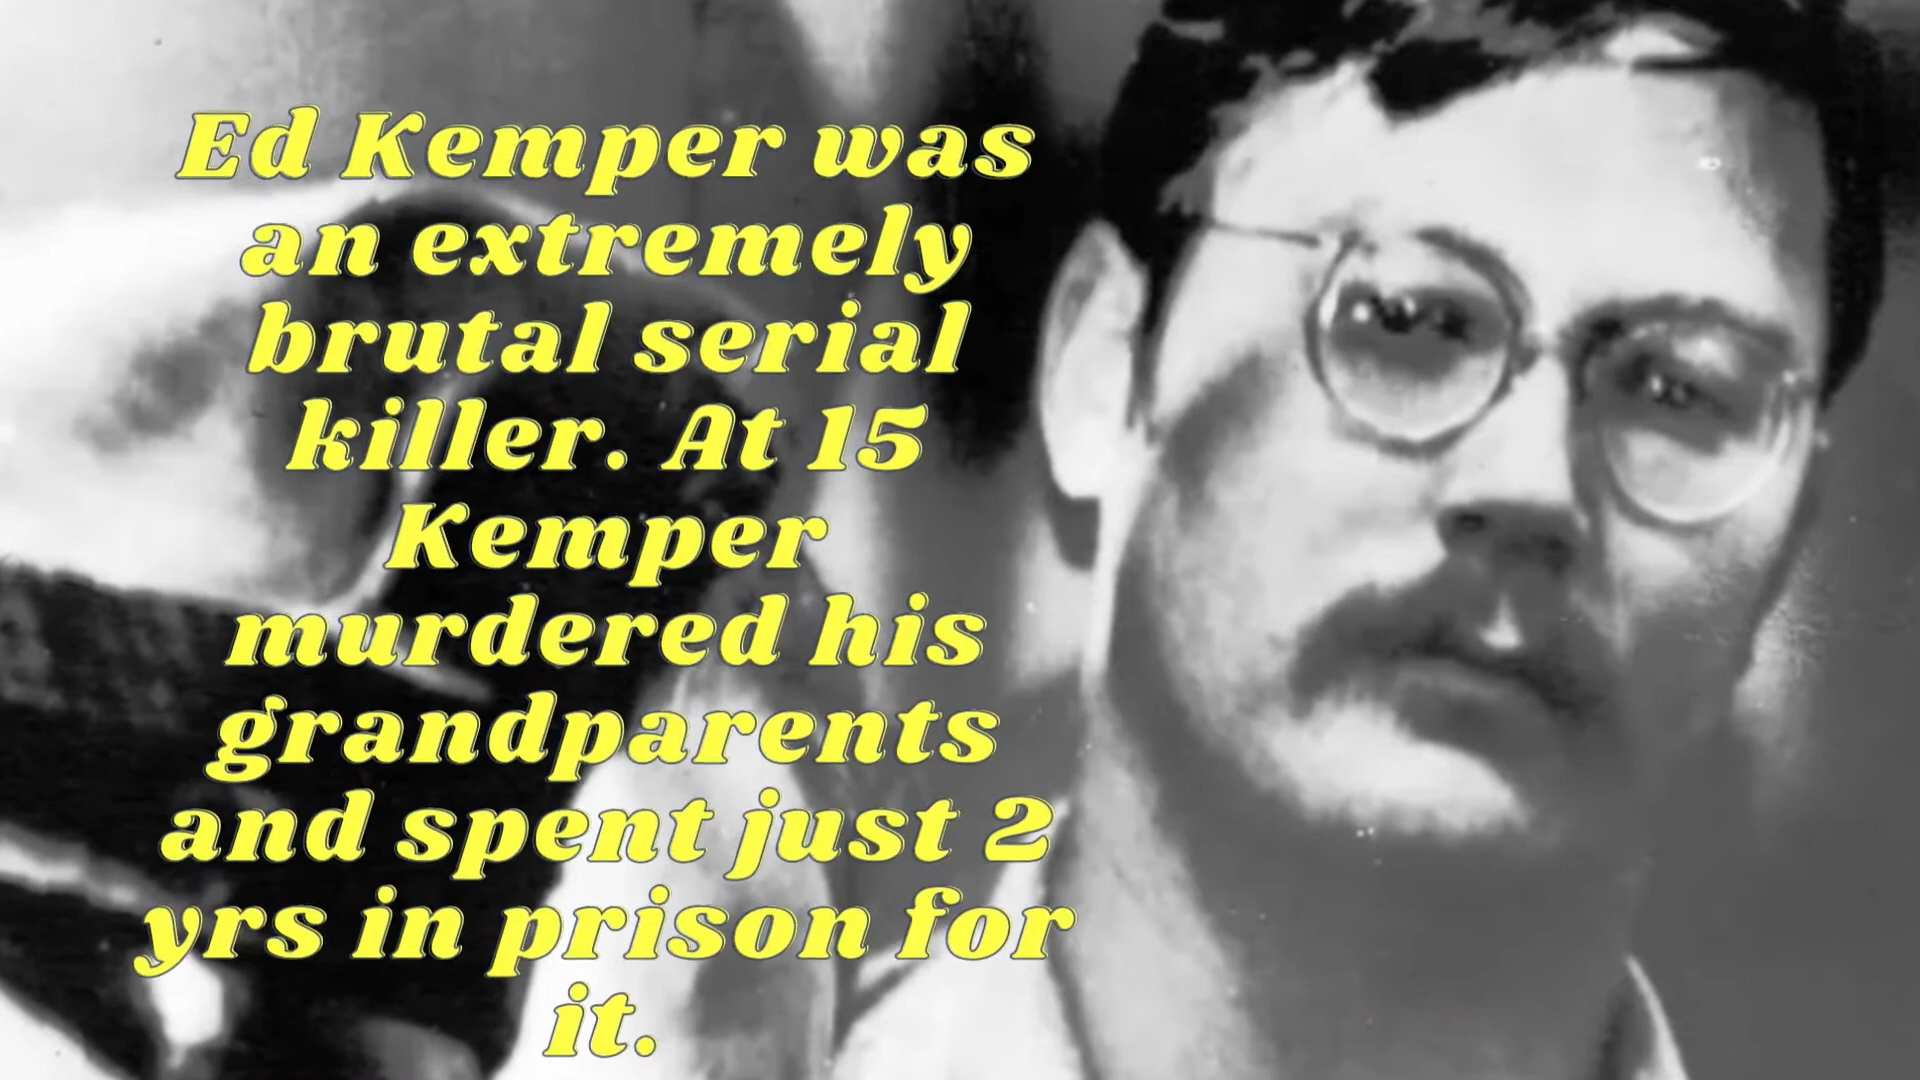 Ed Kemper was
an extremely
brutal serial
killer. At 15
Kemper
murdered his
grandparents
and spent just 2
yrs in prison for
it.